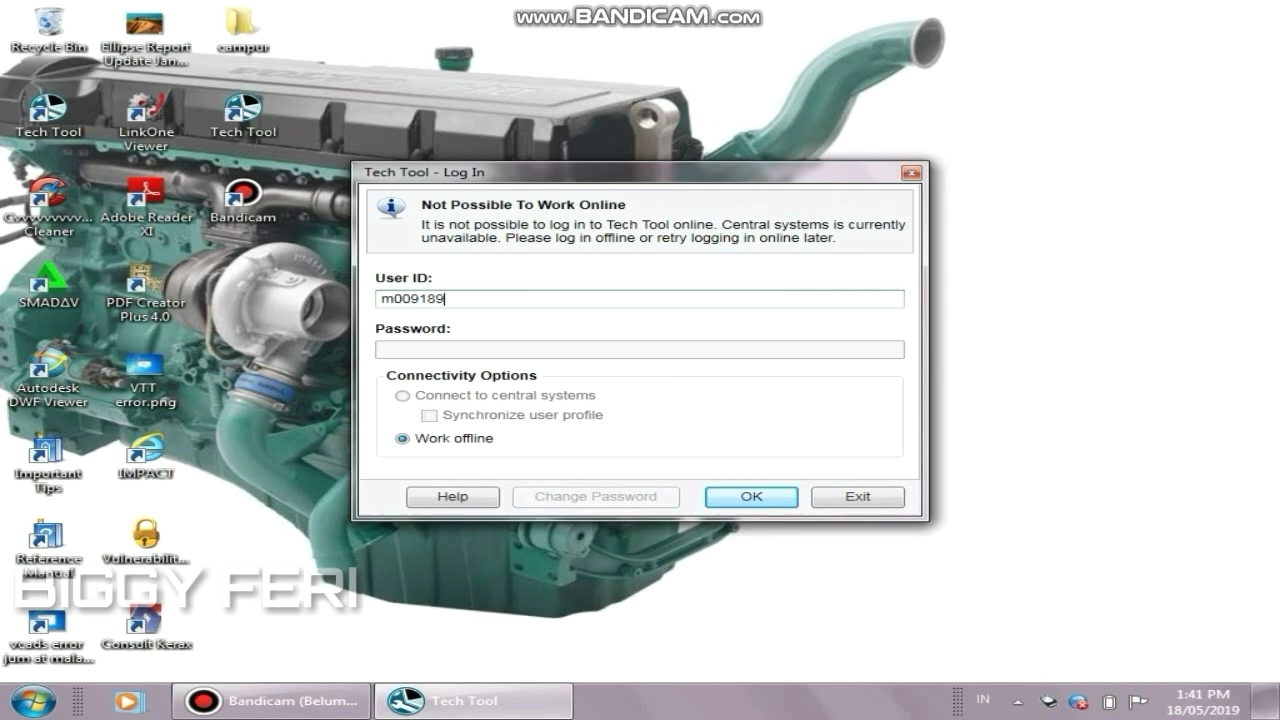 www.BANDICAM.com
Recycle Bin
Ellipse Report
Update Jan...
campur
Tech Tool
LinkOne
Viewer
Tech Tool
Cleaner
Adobe Reader
XI
Bandicam
SMADΔV
PDF Creator
Plus 4.0
Autodesk
DWF Viewer
VTT
error.png
Important
Tips
IMPACT
Reference
Manual
Vulnerabilit...
BIGGY FERI
vcads error
jum at mala...
Consult Kerax
Tech Tool - Log In
Not Possible To Work Online
It is not possible to log in to Tech Tool online. Central systems is currently
unavailable. Please log in offline or retry logging in online later.
User ID:
m009189
Password:
Connectivity Options
Connect to central systems
Synchronize user profile
Work offline
Help
Change Password
OK
Exit
Bandicam (Belum...
Tech Tool
IN
1:41 PM
18/05/2019